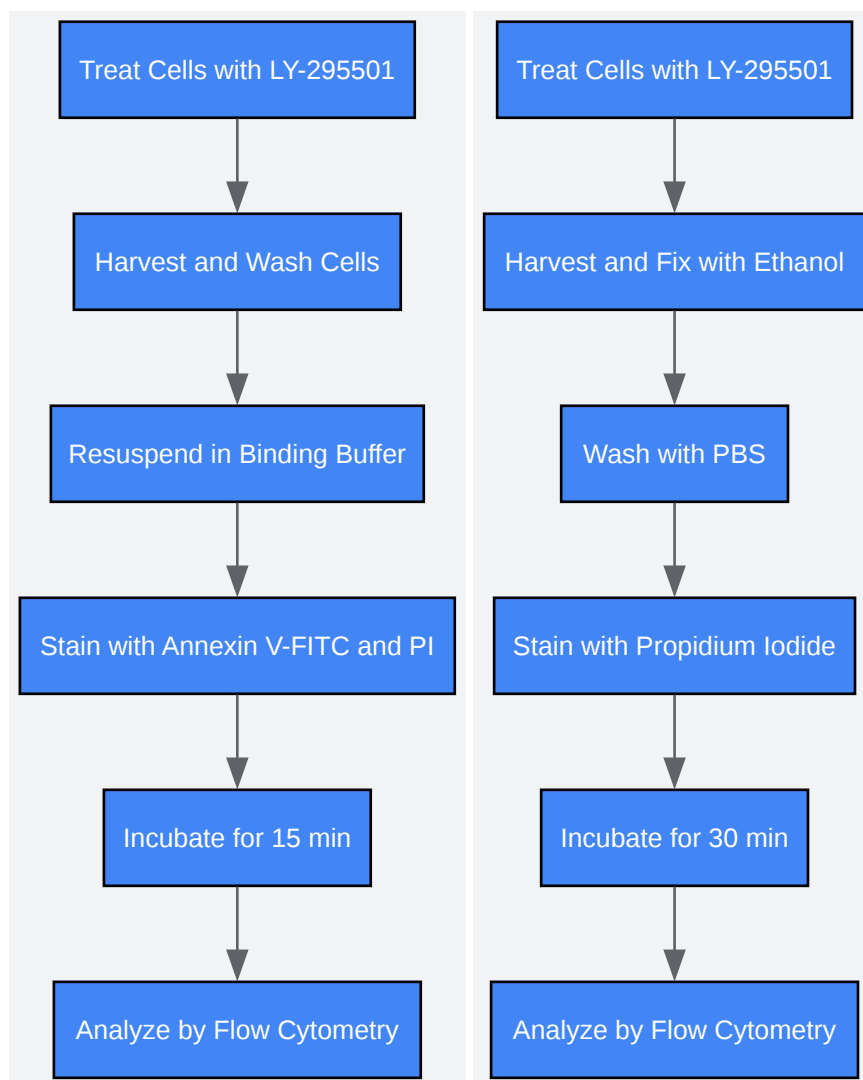 Treat Cells with LY-295501
Harvest and Wash Cells
Resuspend in Binding Buffer
Stain with Annexin V-FITC and PI
Incubate for 15 min
Analyze by Flow Cytometry
Treat Cells with LY-295501
Harvest and Fix with Ethanol
Wash with PBS
Stain with Propidium Iodide
Incubate for 30 min
Analyze by Flow Cytometry